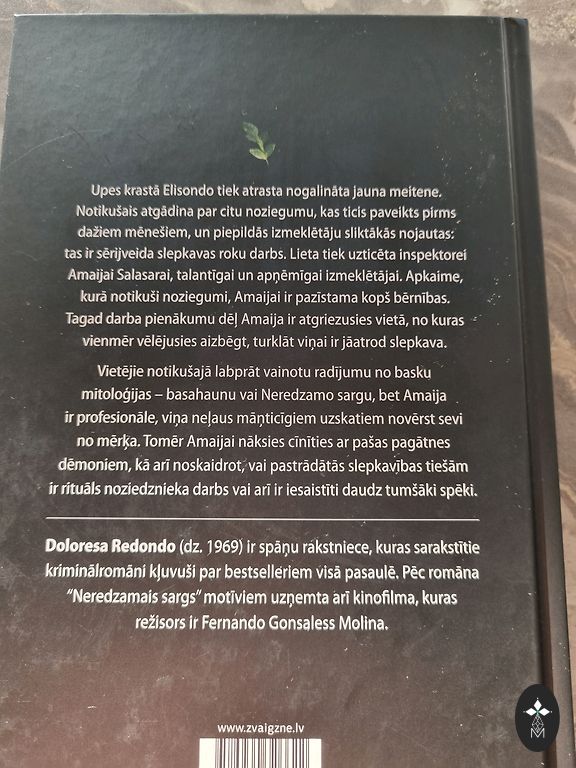 Upes krastā Elisondo tiek atrasta nogalināta jauna meitene.
Notikušais atgādina par citu noziegumu, kas ticis paveikts pirms
dažiem mēnešiem, un piepildās izmeklētāju sliktākās nojautas:
tas ir sērijveida slepkavas roku darbs. Lieta tiek uzticēta inspektorei
Amaijai Salasarai, talantīgai un apņēmīgai izmeklētājai. Apkaime,
kurā notikuši noziegumi, Amaijai ir pazīstama kopš bērnības.
Tagad darba pienākumu dēļ Amaija ir atgriezusies vietā, no kuras
vienmēr vēlējusies aizbēgt, turklāt viņai ir jāatrod slepkava.
Vietējie notikušajā labprāt vainotu radījumu no basku
mitoloģijas – basahaunu vai Neredzamo sargu, bet Amaija
ir profesionāle, viņa neļaus māņticīgiem uzskatiem novērst sevi
no mērķa. Tomēr Amaijai nāksies cīnīties ar pašas pagātnes
dēmoniem, kā arī noskaidrot, vai pastrādātās slepkavības tiešām
ir rituāls noziedznieka darbs vai arī ir iesaistīti daudz tumšāki spēki.
Doloresa Redondo (dz. 1969) ir spāņu rakstniece, kuras sarakstītie
kriminālromāni kļuvuši par bestselleriem visā pasaulē. Pēc romāna
“Neredzamais sargs” motīviem uzņemta arī kinofilma, kuras
režisors ir Fernando Gonsaless Molina.
www.zvaigzne.lv
M